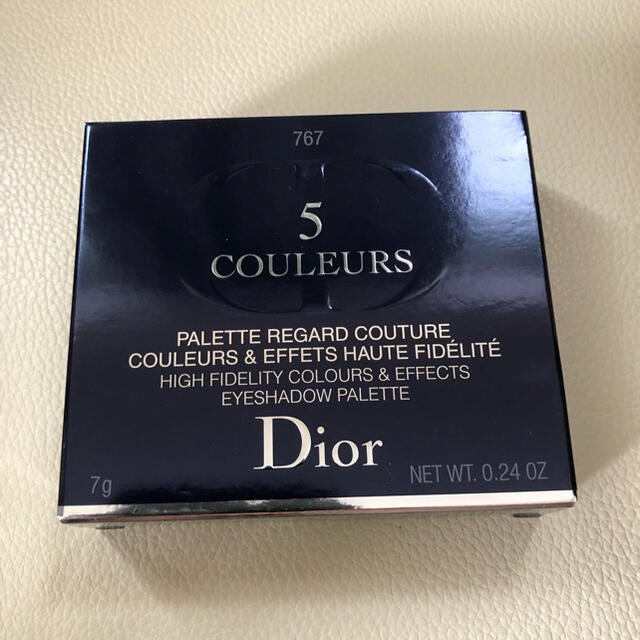 767
5
COULEURS
PALETTE REGARD COUTURE
COULEURS & EFFETS HAUTE FIDÉLITÉ
HIGH FIDELITY COLOURS & EFFECTS
EYESHADOW PALETTE
Dior
7g NET WT. 0.24 OZ